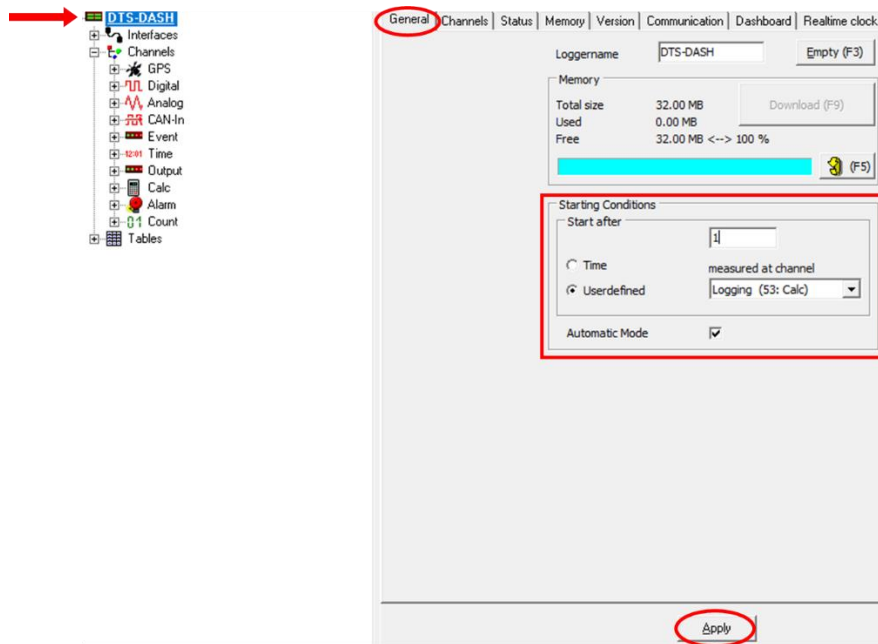 DTS-DASH
Interfaces
Channels
GPS
Digital
Analog
CAN-In
Event
12:01 Time
Output
Calc
Alarm
01 Count
Tables
General Channels Status Memory Version Communication Dashboard Realtime clock
Loggername DTS-DASH Empty (F3)
Memory
Total size 32.00 MB Download (F9)
Used 0.00 MB
Free 32.00 MB <--> 100 %
(F5)
Starting Conditions
Start after
1
Time measured at channel
Userdefined Logging (53: Calc)
Automatic Mode
Apply